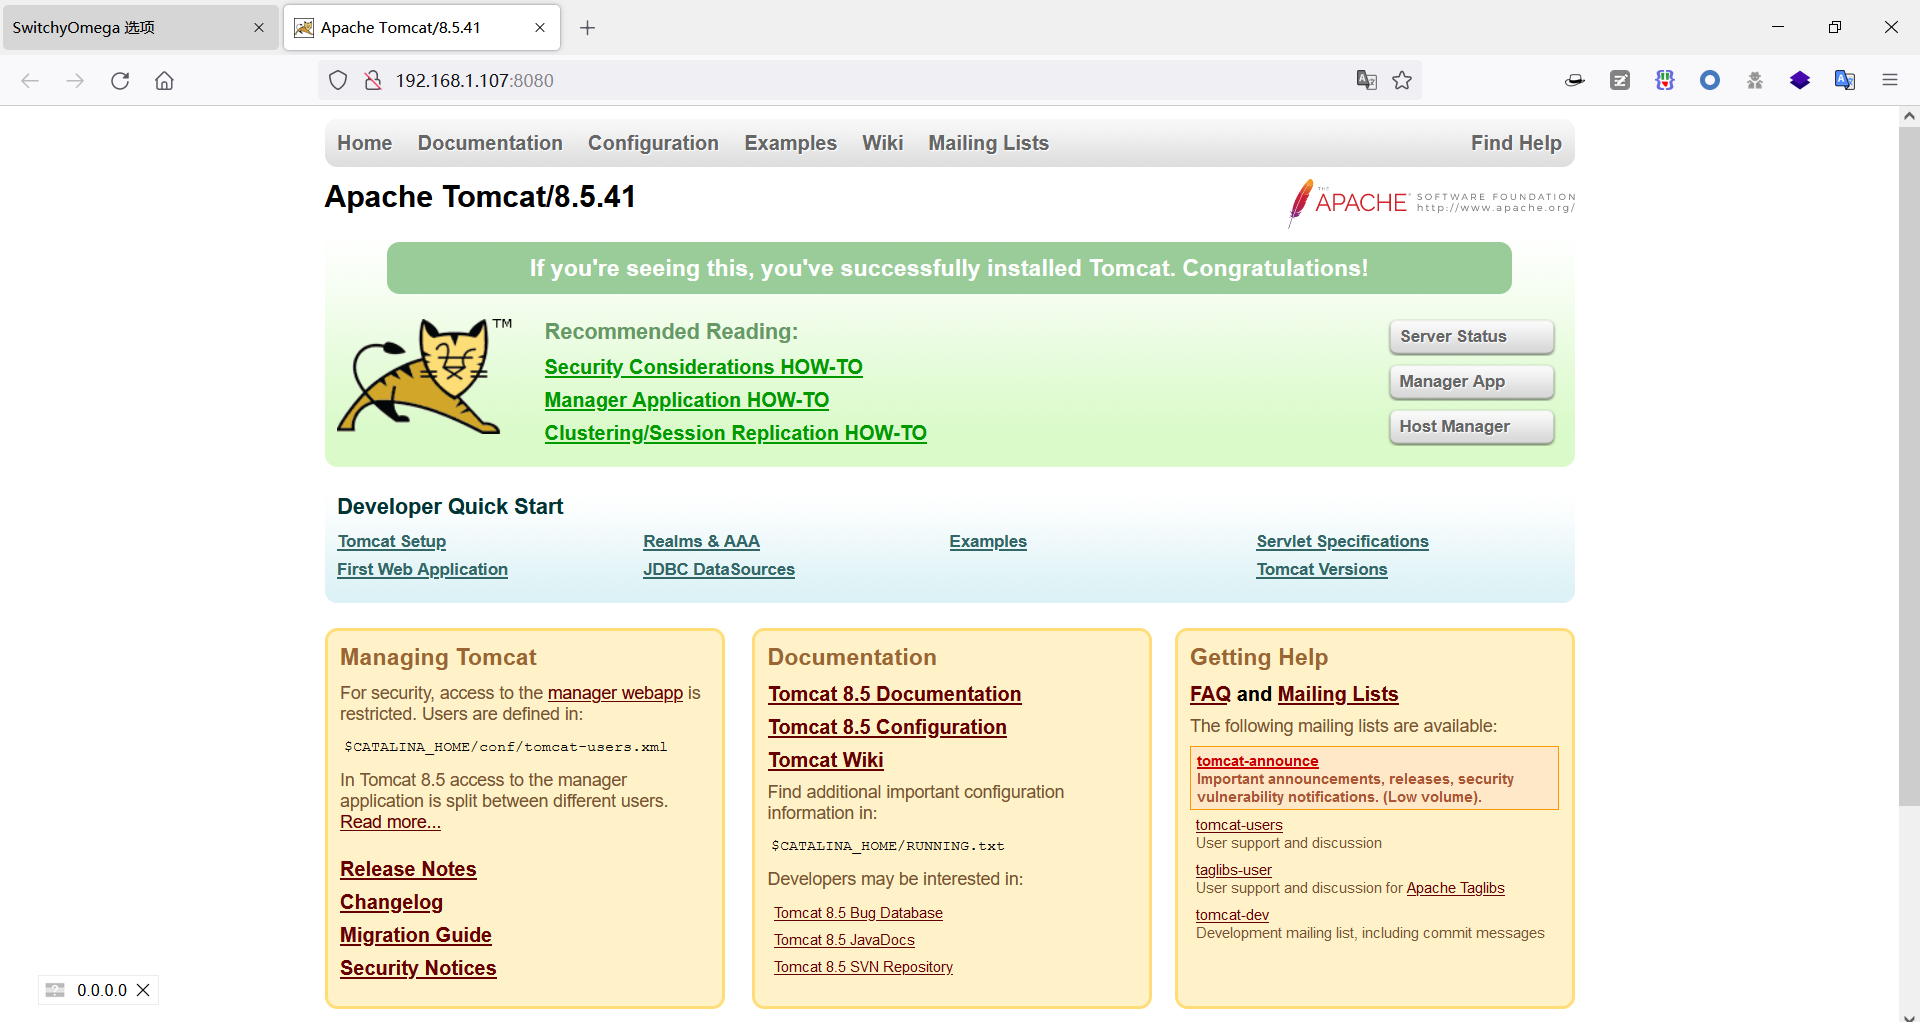 SwitchyOmega 选项
Apache Tomcat/8.5.41
192.168.1.107:8080
Home Documentation Configuration Examples Wiki Mailing Lists Find Help
Apache Tomcat/8.5.41
THE APACHE SOFTWARE FOUNDATION
http://www.apache.org/
If you're seeing this, you've successfully installed Tomcat. Congratulations!
TM
Recommended Reading:
Security Considerations HOW-TO
Manager Application HOW-TO
Clustering/Session Replication HOW-TO
Server Status
Manager App
Host Manager
Developer Quick Start
Tomcat Setup
First Web Application
Realms & AAA
JDBC DataSources
Examples
Servlet Specifications
Tomcat Versions
Managing Tomcat
For security, access to the manager webapp is
restricted. Users are defined in:
$CATALINA_HOME/conf/tomcat-users.xml
In Tomcat 8.5 access to the manager
application is split between different users.
Read more...
Release Notes
Changelog
Migration Guide
Security Notices
Documentation
Tomcat 8.5 Documentation
Tomcat 8.5 Configuration
Tomcat Wiki
Find additional important configuration
information in:
$CATALINA_HOME/RUNNING.txt
Developers may be interested in:
Tomcat 8.5 Bug Database
Tomcat 8.5 JavaDocs
Tomcat 8.5 SVN Repository
Getting Help
FAQ and Mailing Lists
The following mailing lists are available:
tomcat-announce
Important announcements, releases, security
vulnerability notifications. (Low volume).
tomcat-users
User support and discussion
taglibs-user
User support and discussion for Apache Taglibs
tomcat-dev
Development mailing list, including commit messages
0.0.0.0